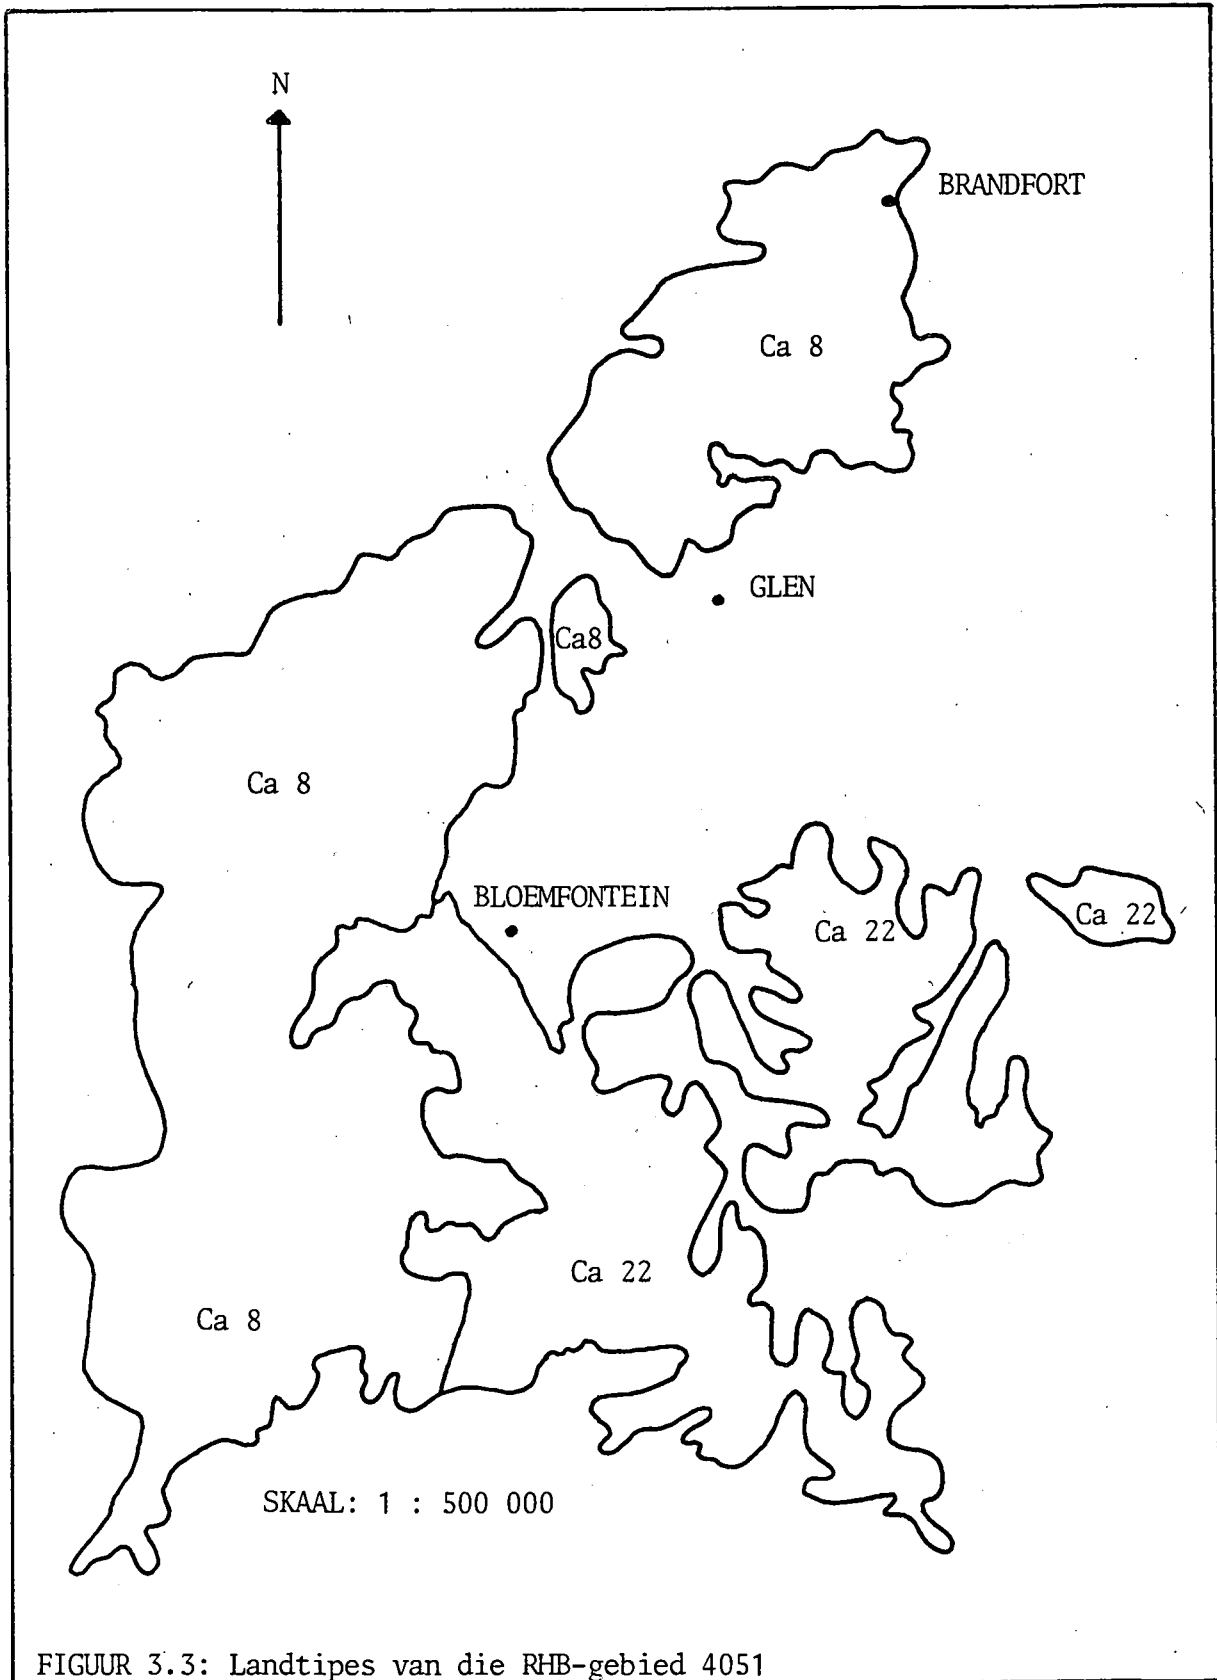 N
BRANDFORT
Ca 8
GLEN
Ca8
Ca 8
BLOEMFONTEIN
Ca 22
Ca 22
Ca 22
Ca 8
SKAAL: 1 : 500 000
FIGUUR 3.3: Landtipes van die RHB-gebied 4051